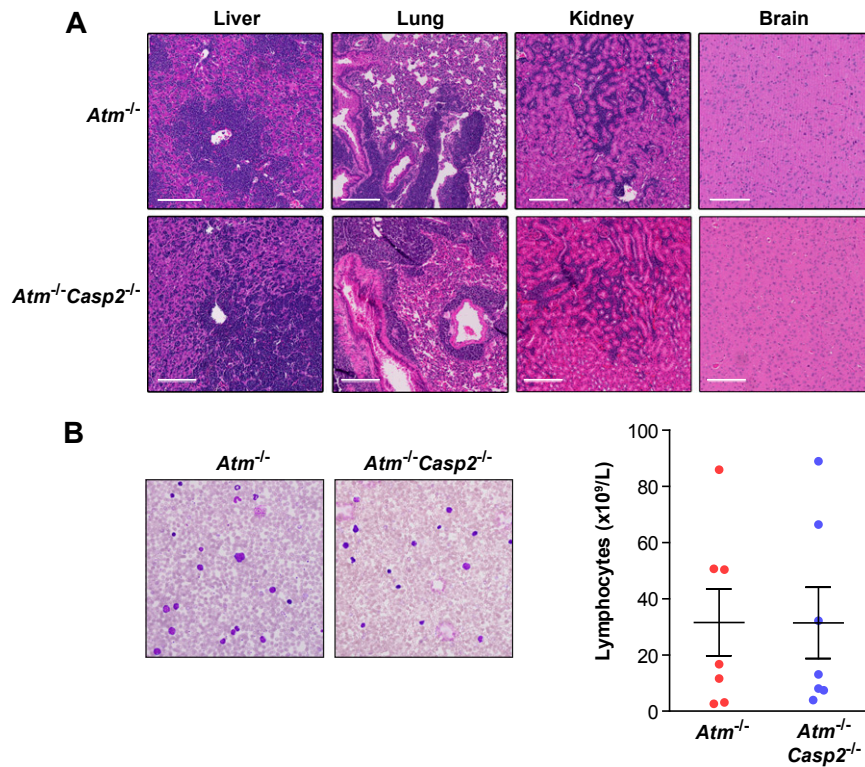 A
Liver Lung Kidney Brain
Atm-/-
Atm-/-Casp2-/-
B
Atm-/- Atm-/-Casp2-/-
Lymphocytes (x10⁹/L)
100
80
60
40
20
0
Atm-/- Atm-/-
Casp2-/-